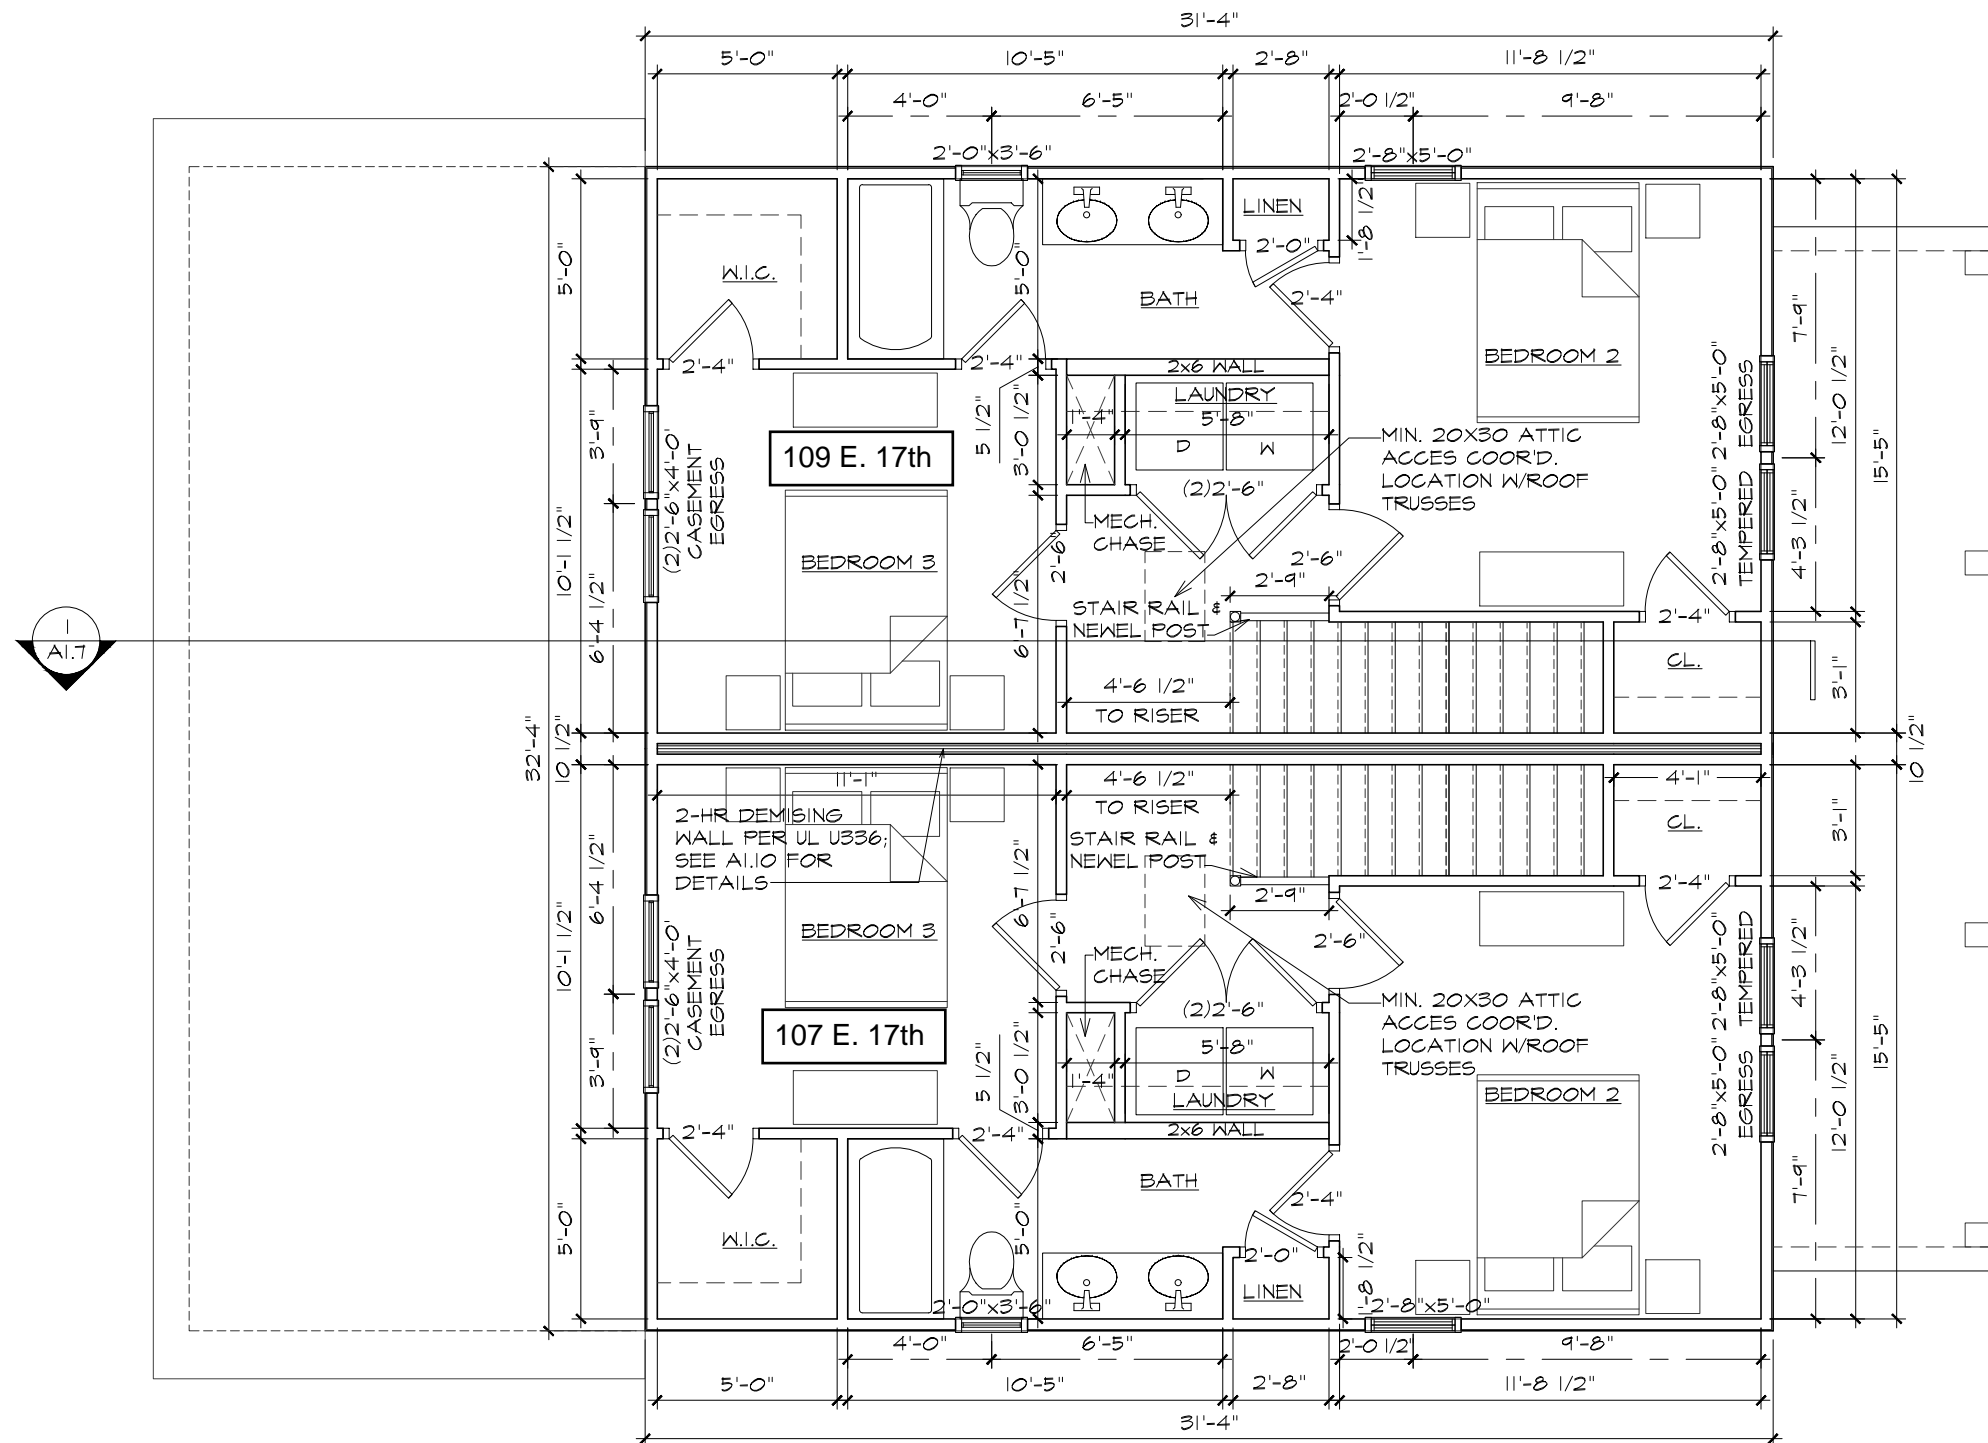 31'-4"
5'-0"
10'-5"
2'-8"
11'-8 1/2"
4'-0"
6'-5"
2'-0 1/2"
9'-8"
2'-0"x3'-6"
2'-8"x5'-0"
LINEN
2'-0"
1'-8 1/2"
5'-0"
W.I.C.
5'-0"
BATH
2'-4"
7'-9"
2'-4"
2'-4"
2x6 WALL
BEDROOM 2
LAUNDRY
1'-4"
5'-8"
D
W
(2)2'-6"
5 1/2"
3'-0 1/2"
3'-9"
(2)2'-6"x4'-0"
CASEMENT
EGRESS
109 E. 17th
MIN. 20X30 ATTIC
ACCES COOR'D.
LOCATION W/ROOF
TRUSSES
2'-8"x5'-0" 2'-8"x5'-0"
TEMPERED EGRESS
12'-0 1/2"
15'-5"
4'-3 1/2"
MECH.
CHASE
BEDROOM 3
10'-1 1/2"
2'-6"
2'-6"
2'-9"
6'-4 1/2"
6'-7 1/2"
STAIR RAIL &
NEWEL POST
2'-4"
1
A1.7
CL.
3'-1"
4'-6 1/2"
TO RISER
32'-4"
10 1/2"
10 1/2"
11'-1"
4'-6 1/2"
TO RISER
4'-1"
2-HR DEMISING
WALL PER UL U336;
SEE A1.10 FOR
DETAILS
STAIR RAIL &
NEWEL POST
CL.
3'-1"
6'-4 1/2"
6'-7 1/2"
2'-9"
2'-4"
BEDROOM 3
2'-6"
2'-6"
MECH.
CHASE
10'-1 1/2"
(2)2'-6"x4'-0"
CASEMENT
EGRESS
2'-8"x5'-0" 2'-8"x5'-0"
EGRESS TEMPERED
4'-3 1/2"
(2)2'-6"
MIN. 20X30 ATTIC
ACCES COOR'D.
LOCATION W/ROOF
TRUSSES
107 E. 17th
3'-9"
5 1/2"
3'-0 1/2"
5'-8"
1'-4"
D
W
LAUNDRY
BEDROOM 2
15'-5"
12'-0 1/2"
2'-4"
2'-4"
2x6 WALL
BATH
2'-4"
7'-9"
5'-0"
W.I.C.
5'-0"
2'-0"
LINEN
1'-8 1/2"
2'-0"x3'-6"
2'-8"x5'-0"
4'-0"
6'-5"
2'-0 1/2"
9'-8"
5'-0"
10'-5"
2'-8"
11'-8 1/2"
31'-4"